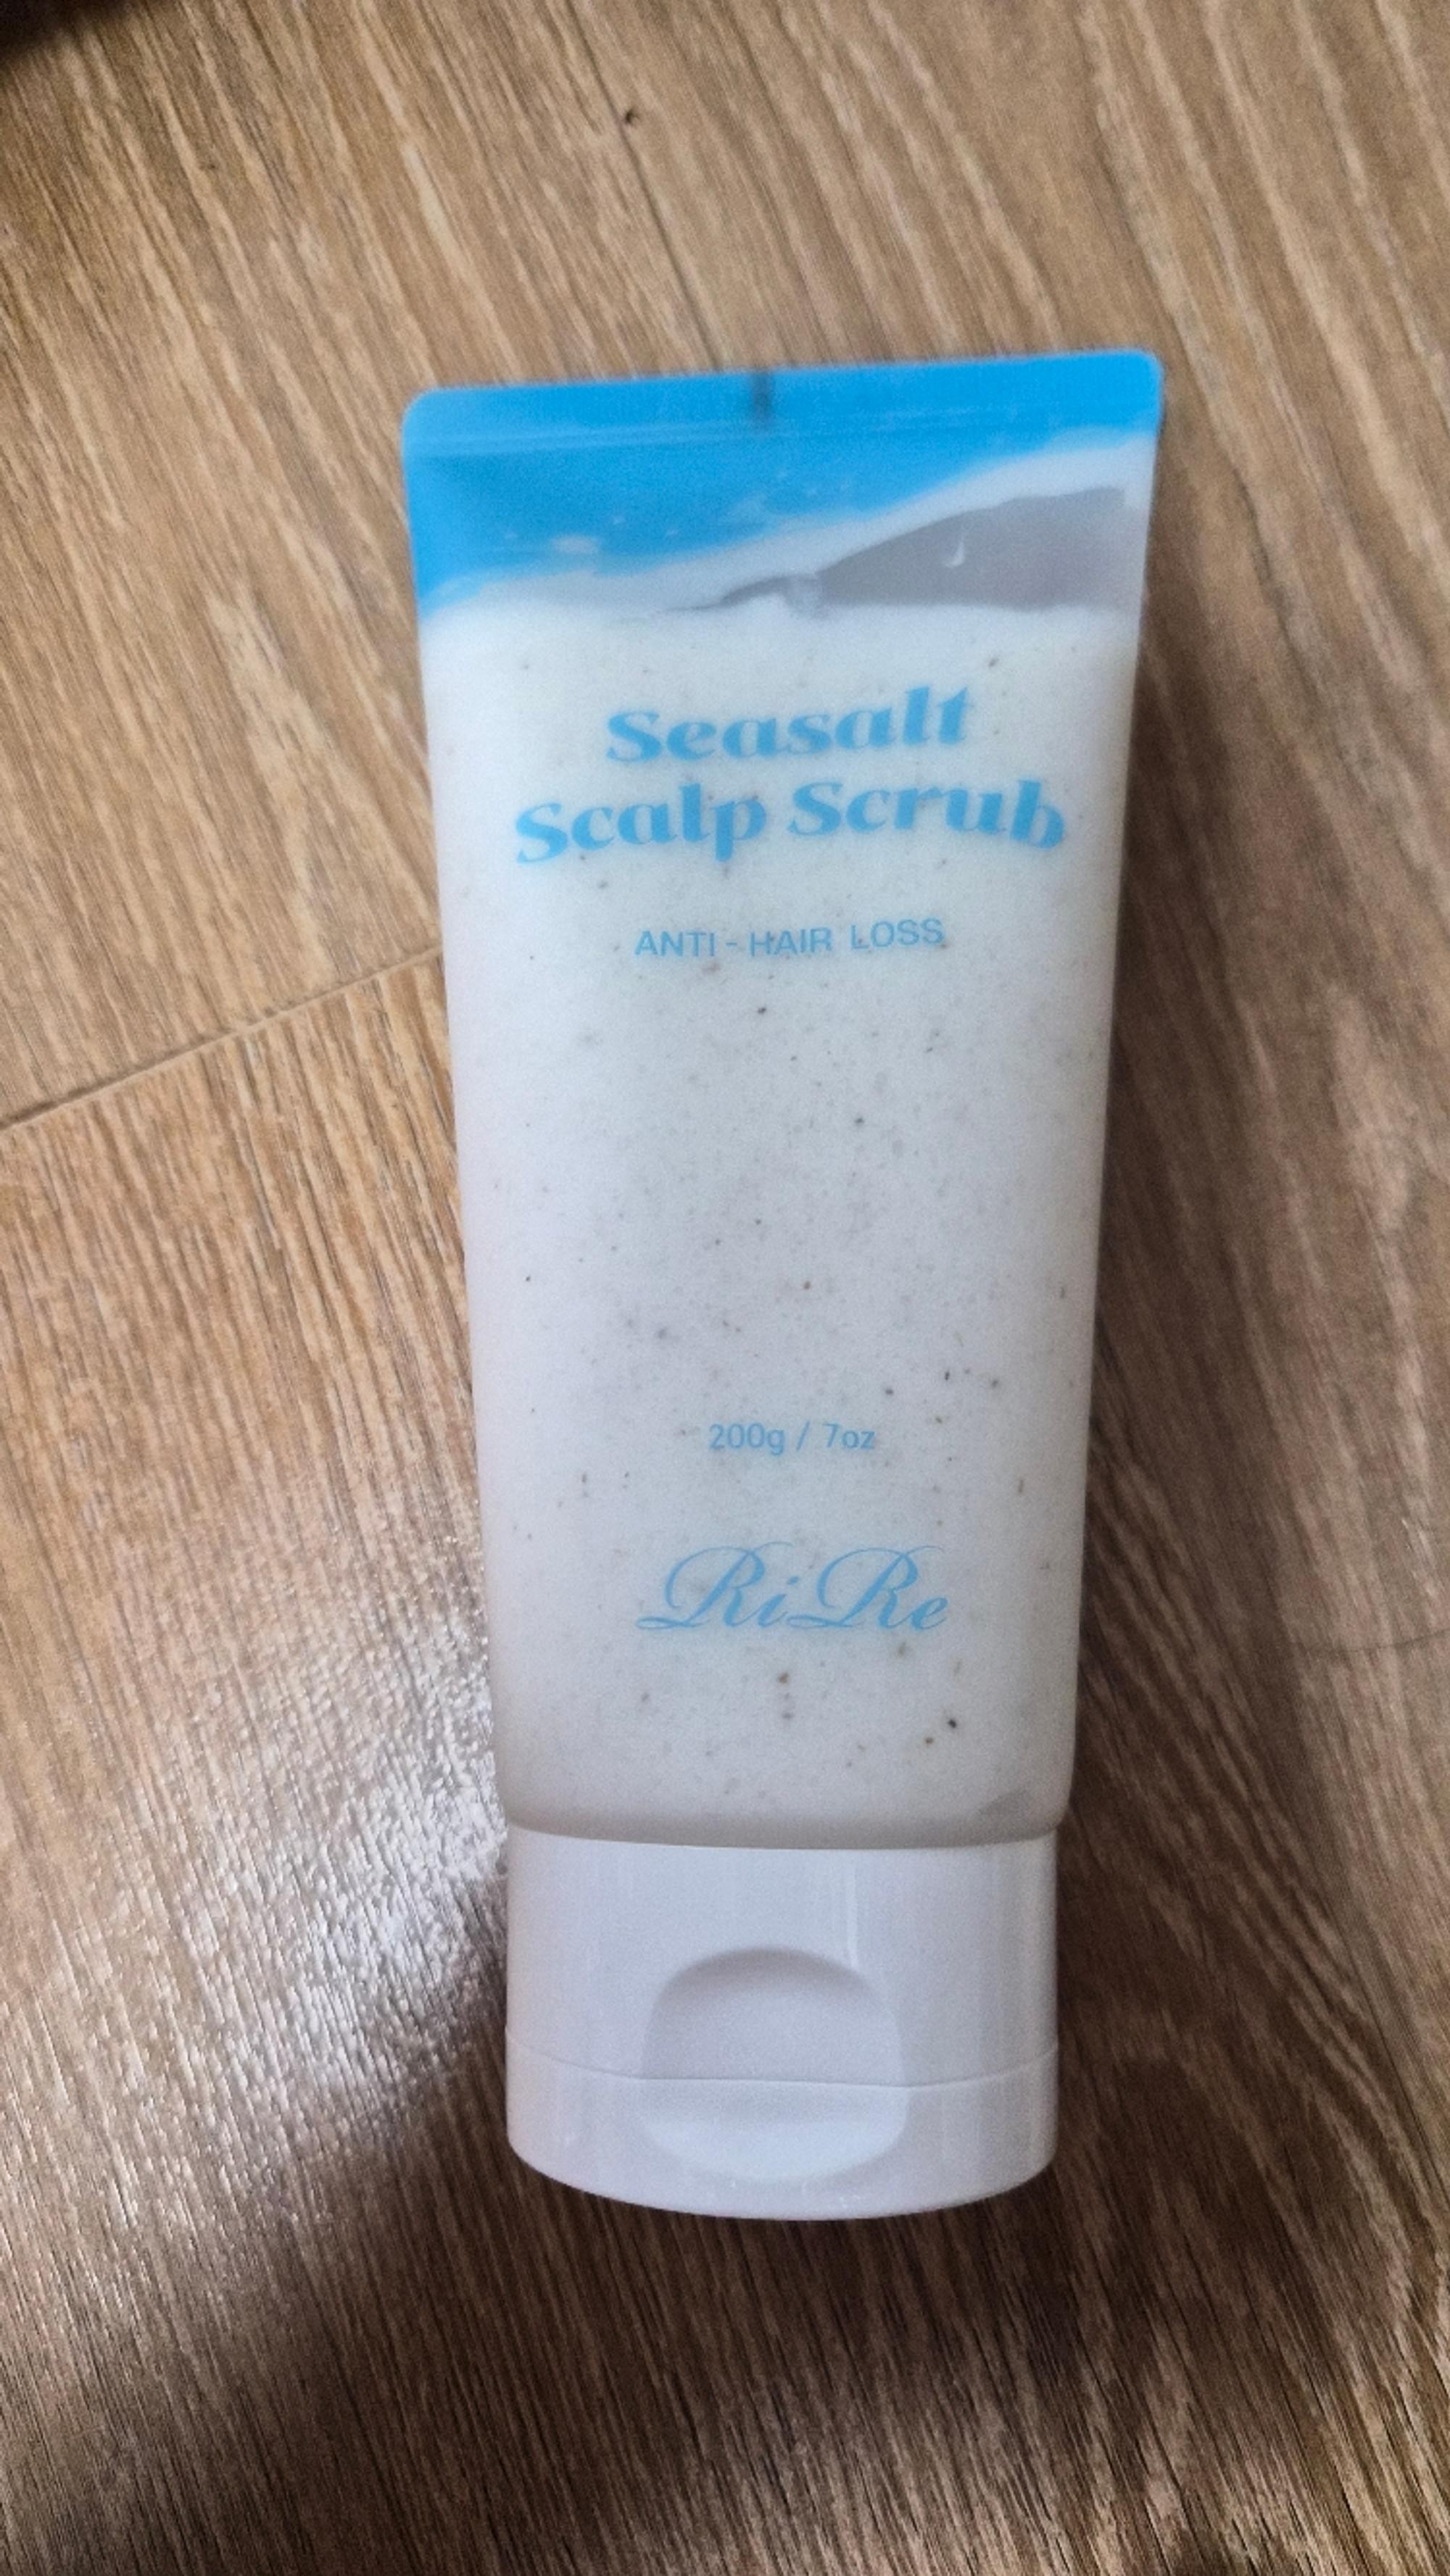 Seasalt
Scalp Scrub
ANTI - HAIR LOSS
200g / 7oz
RiRe